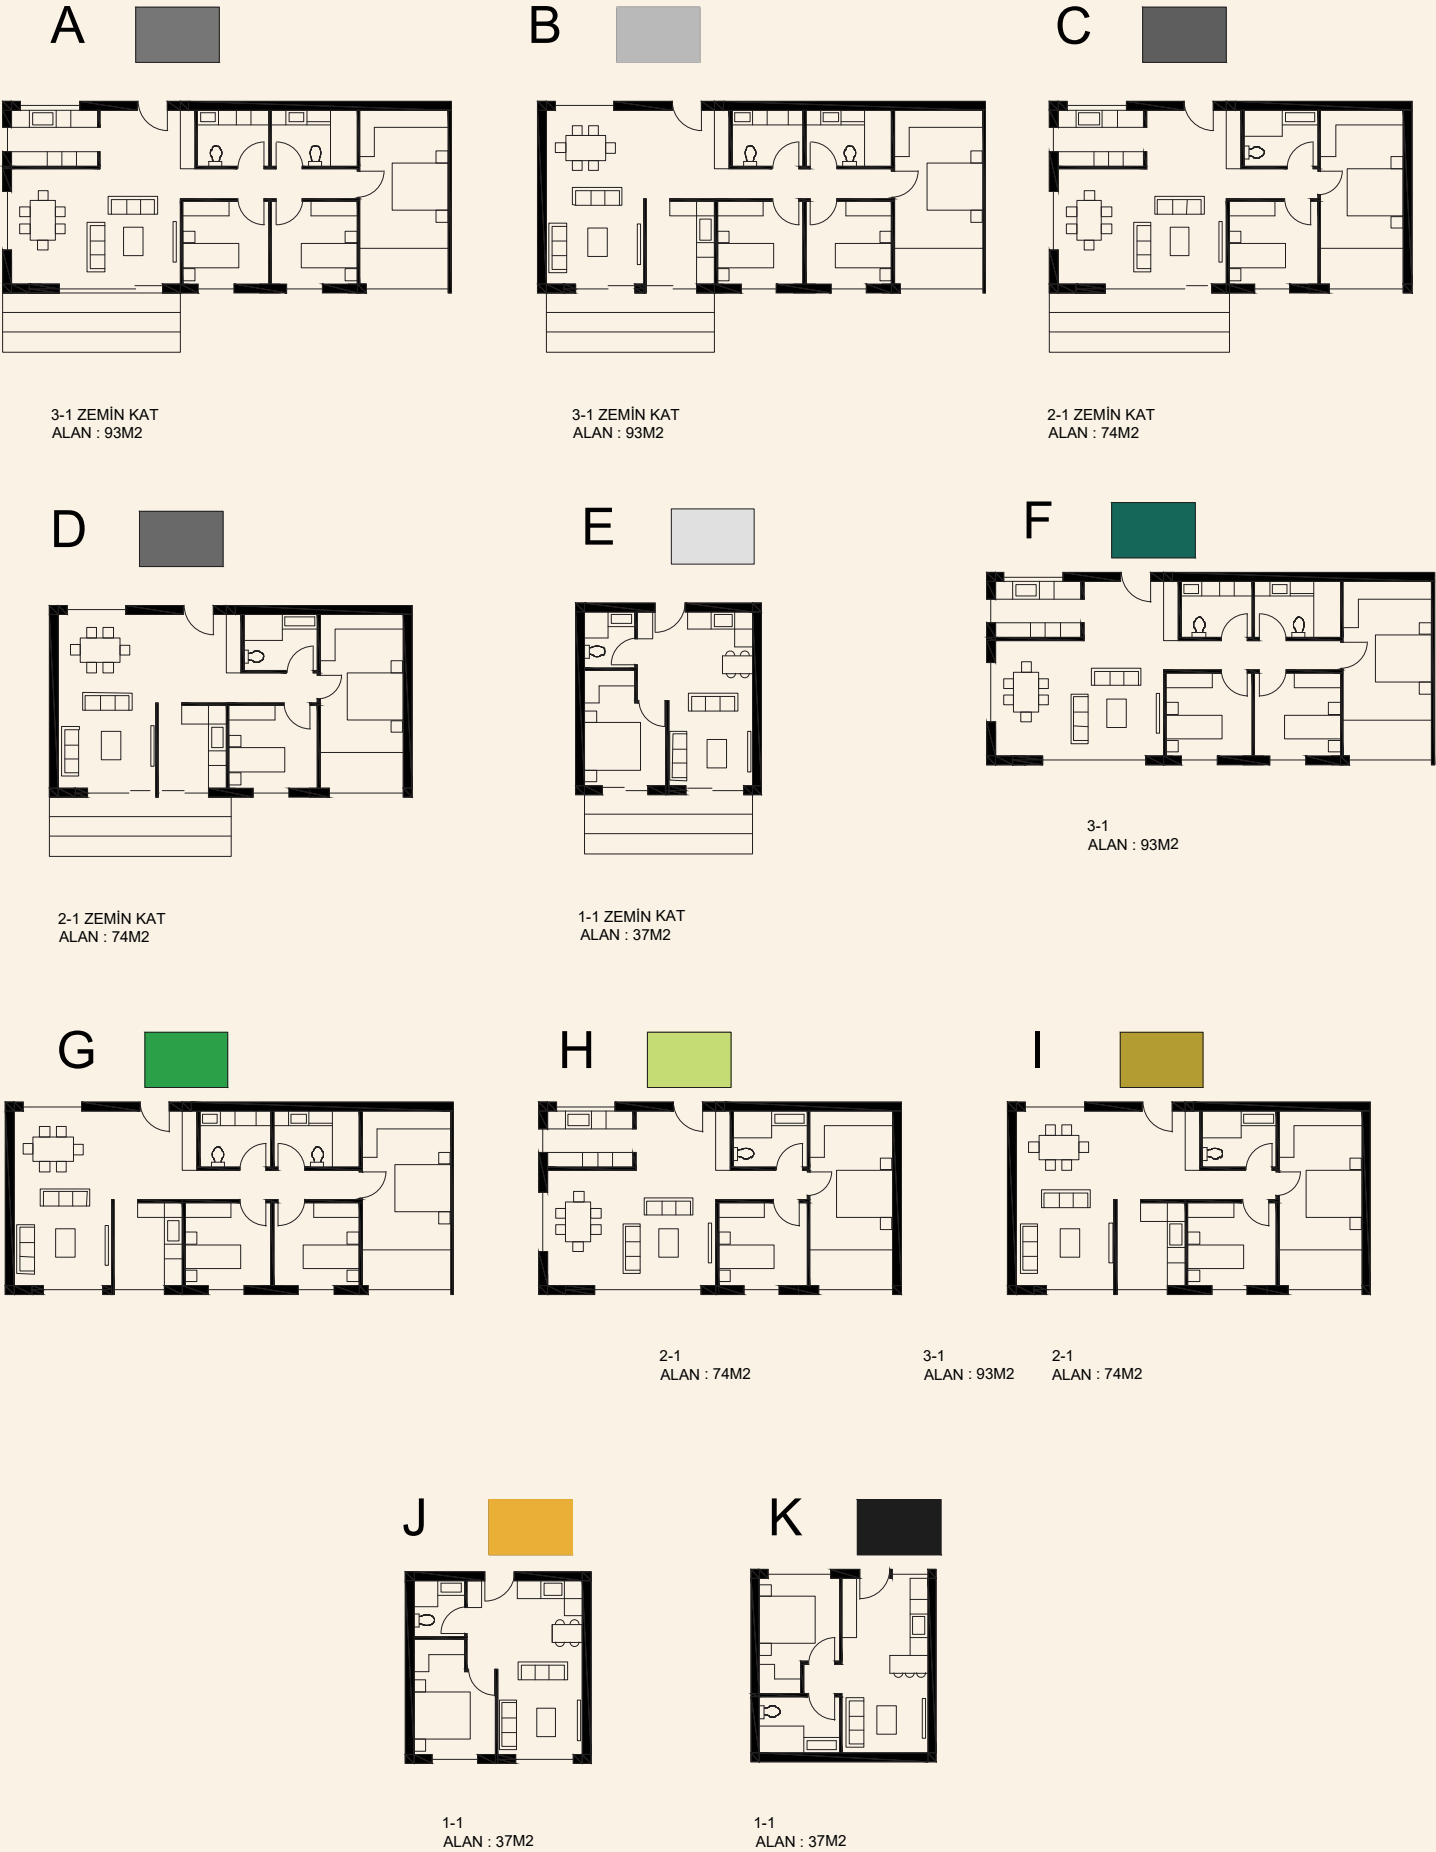 A
B
C
3-1 ZEMİN KAT
ALAN : 93M2
3-1 ZEMİN KAT
ALAN : 93M2
2-1 ZEMİN KAT
ALAN : 74M2
D
E
F
3-1
ALAN : 93M2
2-1 ZEMİN KAT
ALAN : 74M2
1-1 ZEMİN KAT
ALAN : 37M2
G
H
I
2-1
ALAN : 74M2
3-1
ALAN : 93M2
2-1
ALAN : 74M2
J
K
1-1
ALAN : 37M2
1-1
ALAN : 37M2